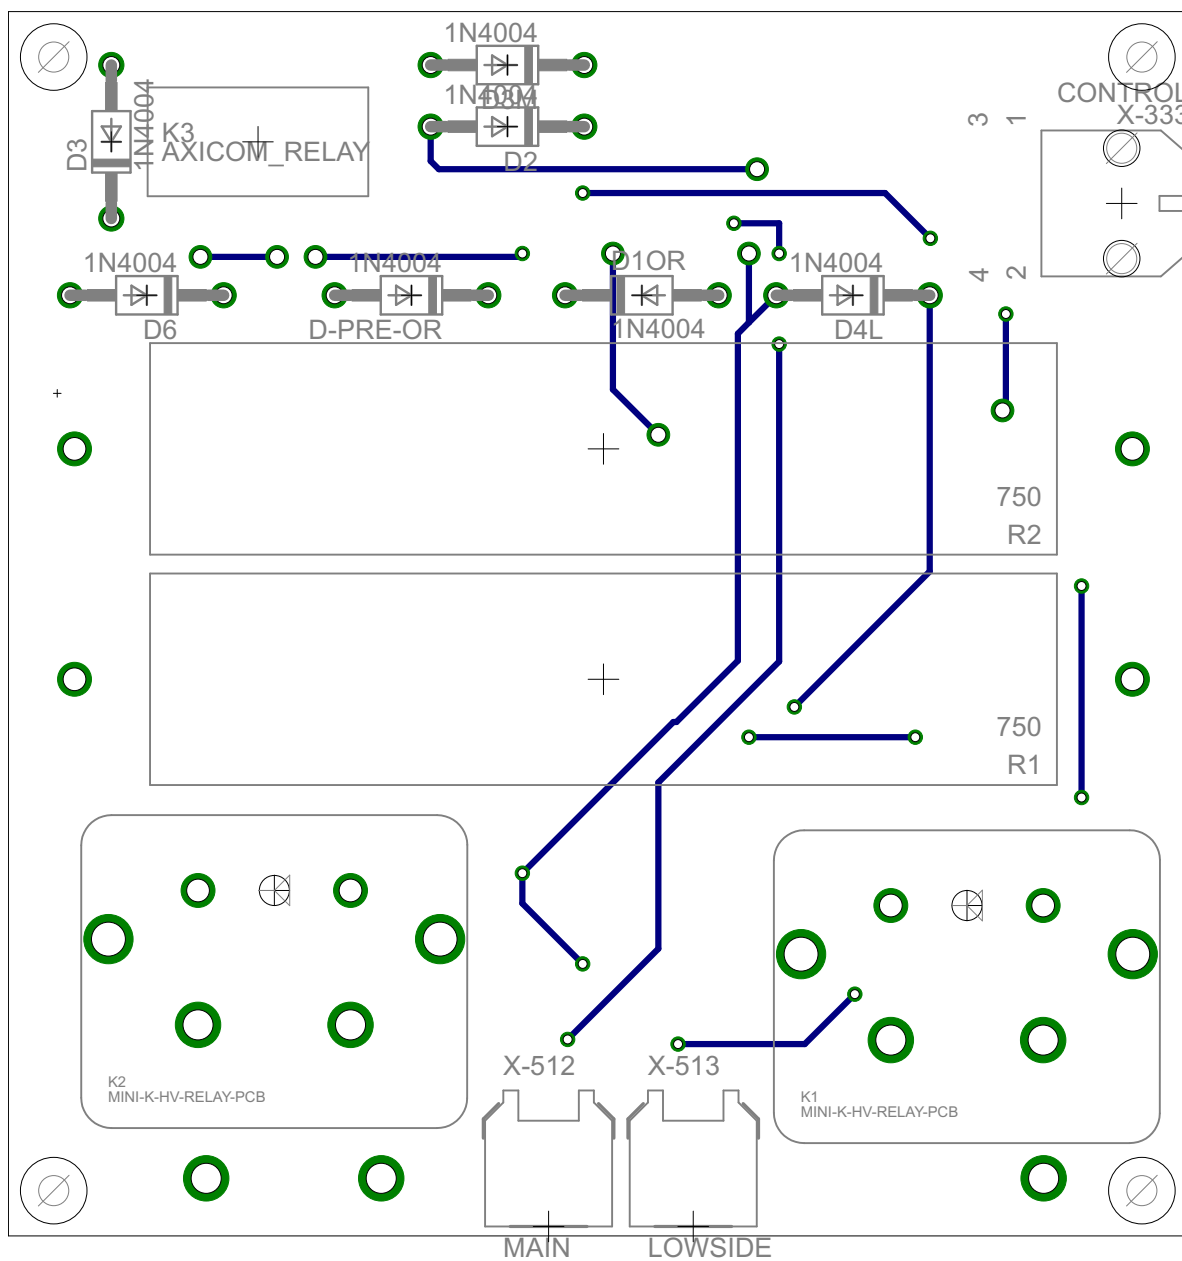 1N4004
1N4004
D3M
D2
CONTROL
X-333
3
1
4
2
D3
1N4004
K3
AXICOM_RELAY
1N4004
D6
1N4004
D-PRE-OR
D1OR
1N4004
1N4004
D4L
750
R2
750
R1
K2
MINI-K-HV-RELAY-PCB
K1
MINI-K-HV-RELAY-PCB
X-512
X-513
MAIN
LOWSIDE